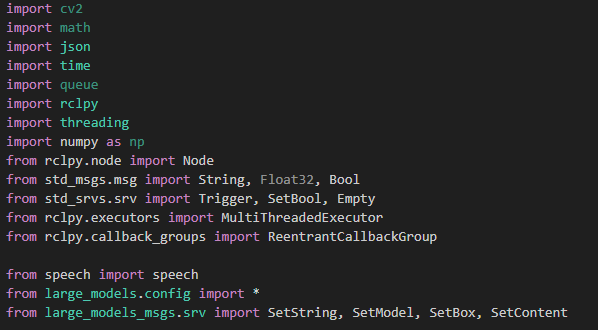 import cv2
import math
import json
import time
import queue
import rclpy
import threading
import numpy as np
from rclpy.node import Node
from std_msgs.msg import String, Float32, Bool
from std_srvs.srv import Trigger, SetBool, Empty
from rclpy.executors import MultiThreadedExecutor
from rclpy.callback_groups import ReentrantCallbackGroup
from speech import speech
from large_models.config import *
from large_models_msgs.srv import SetString, SetModel, SetBox, SetContent